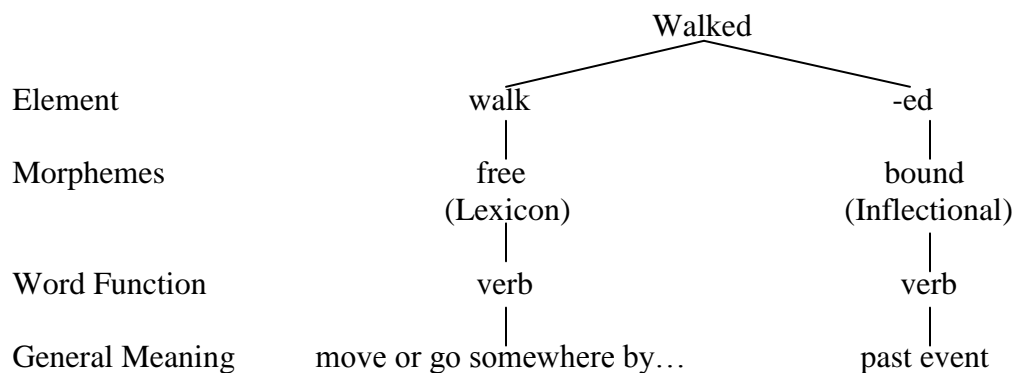 Walked
Element walk -ed
Morphemes free bound
(Lexicon) (Inflectional)
Word Function verb verb
General Meaning move or go somewhere by… past event